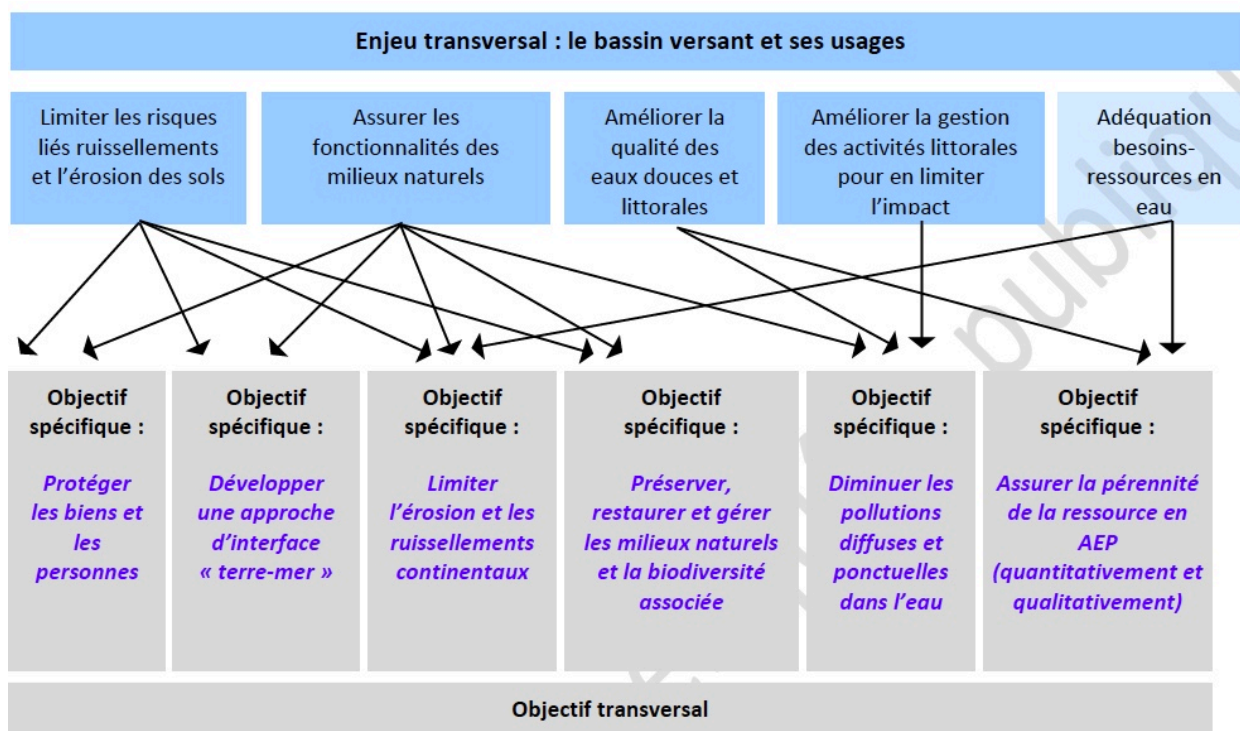 Enjeu transversal : le bassin versant et ses usages
Limiter les risques
liés ruissellements
et l’érosion des sols
Assurer les
fonctionnalités des
milieux naturels
Améliorer la
qualité des
eaux douces et
littorales
Améliorer la gestion
des activités littorales
pour en limiter
l’impact
Adéquation
besoins-
ressources en
eau
Objectif
spécifique :
Protéger
les biens et
les
personnes
Objectif
spécifique :
Développer
une approche
d’interface
« terre-mer »
Objectif
spécifique :
Limiter
l’érosion et les
ruissellements
continentaux
Objectif
spécifique :
Préserver,
restaurer et gérer
les milieux naturels
et la biodiversité
associée
Objectif
spécifique :
Diminuer les
pollutions
diffuses et
ponctuelles
dans l’eau
Objectif
spécifique :
Assurer la pérennité
de la ressource en
AEP
(quantitativement et
qualitativement)
Objectif transversal